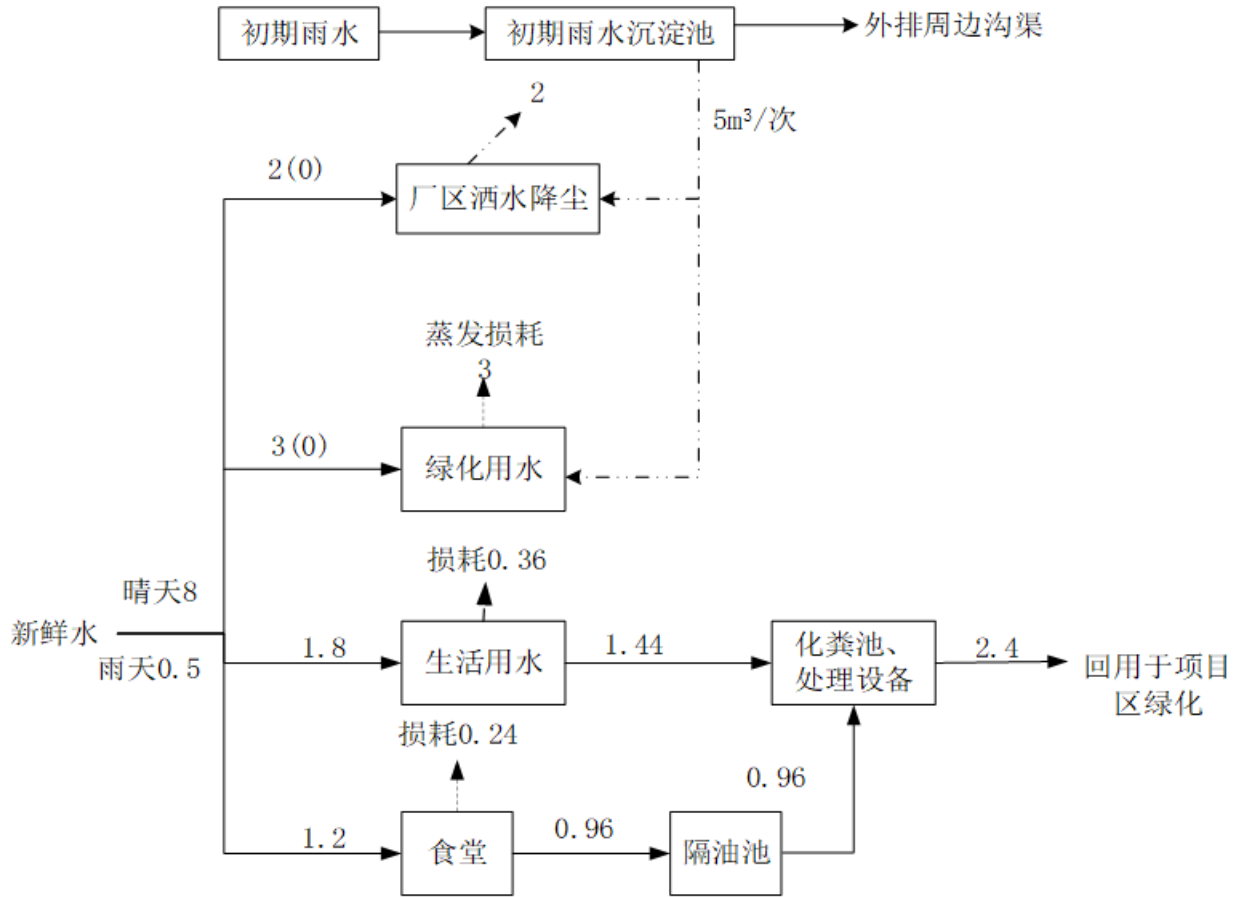 初期雨水
初期雨水沉淀池
外排周边沟渠
2
5m³/次
2(0)
厂区洒水降尘
蒸发损耗
3
3(0)
绿化用水
损耗0.36
晴天8
新鲜水
雨天0.5
1.8
生活用水
1.44
化粪池、
处理设备
2.4
回用于项目
区绿化
损耗0.24
0.96
1.2
食堂
0.96
隔油池